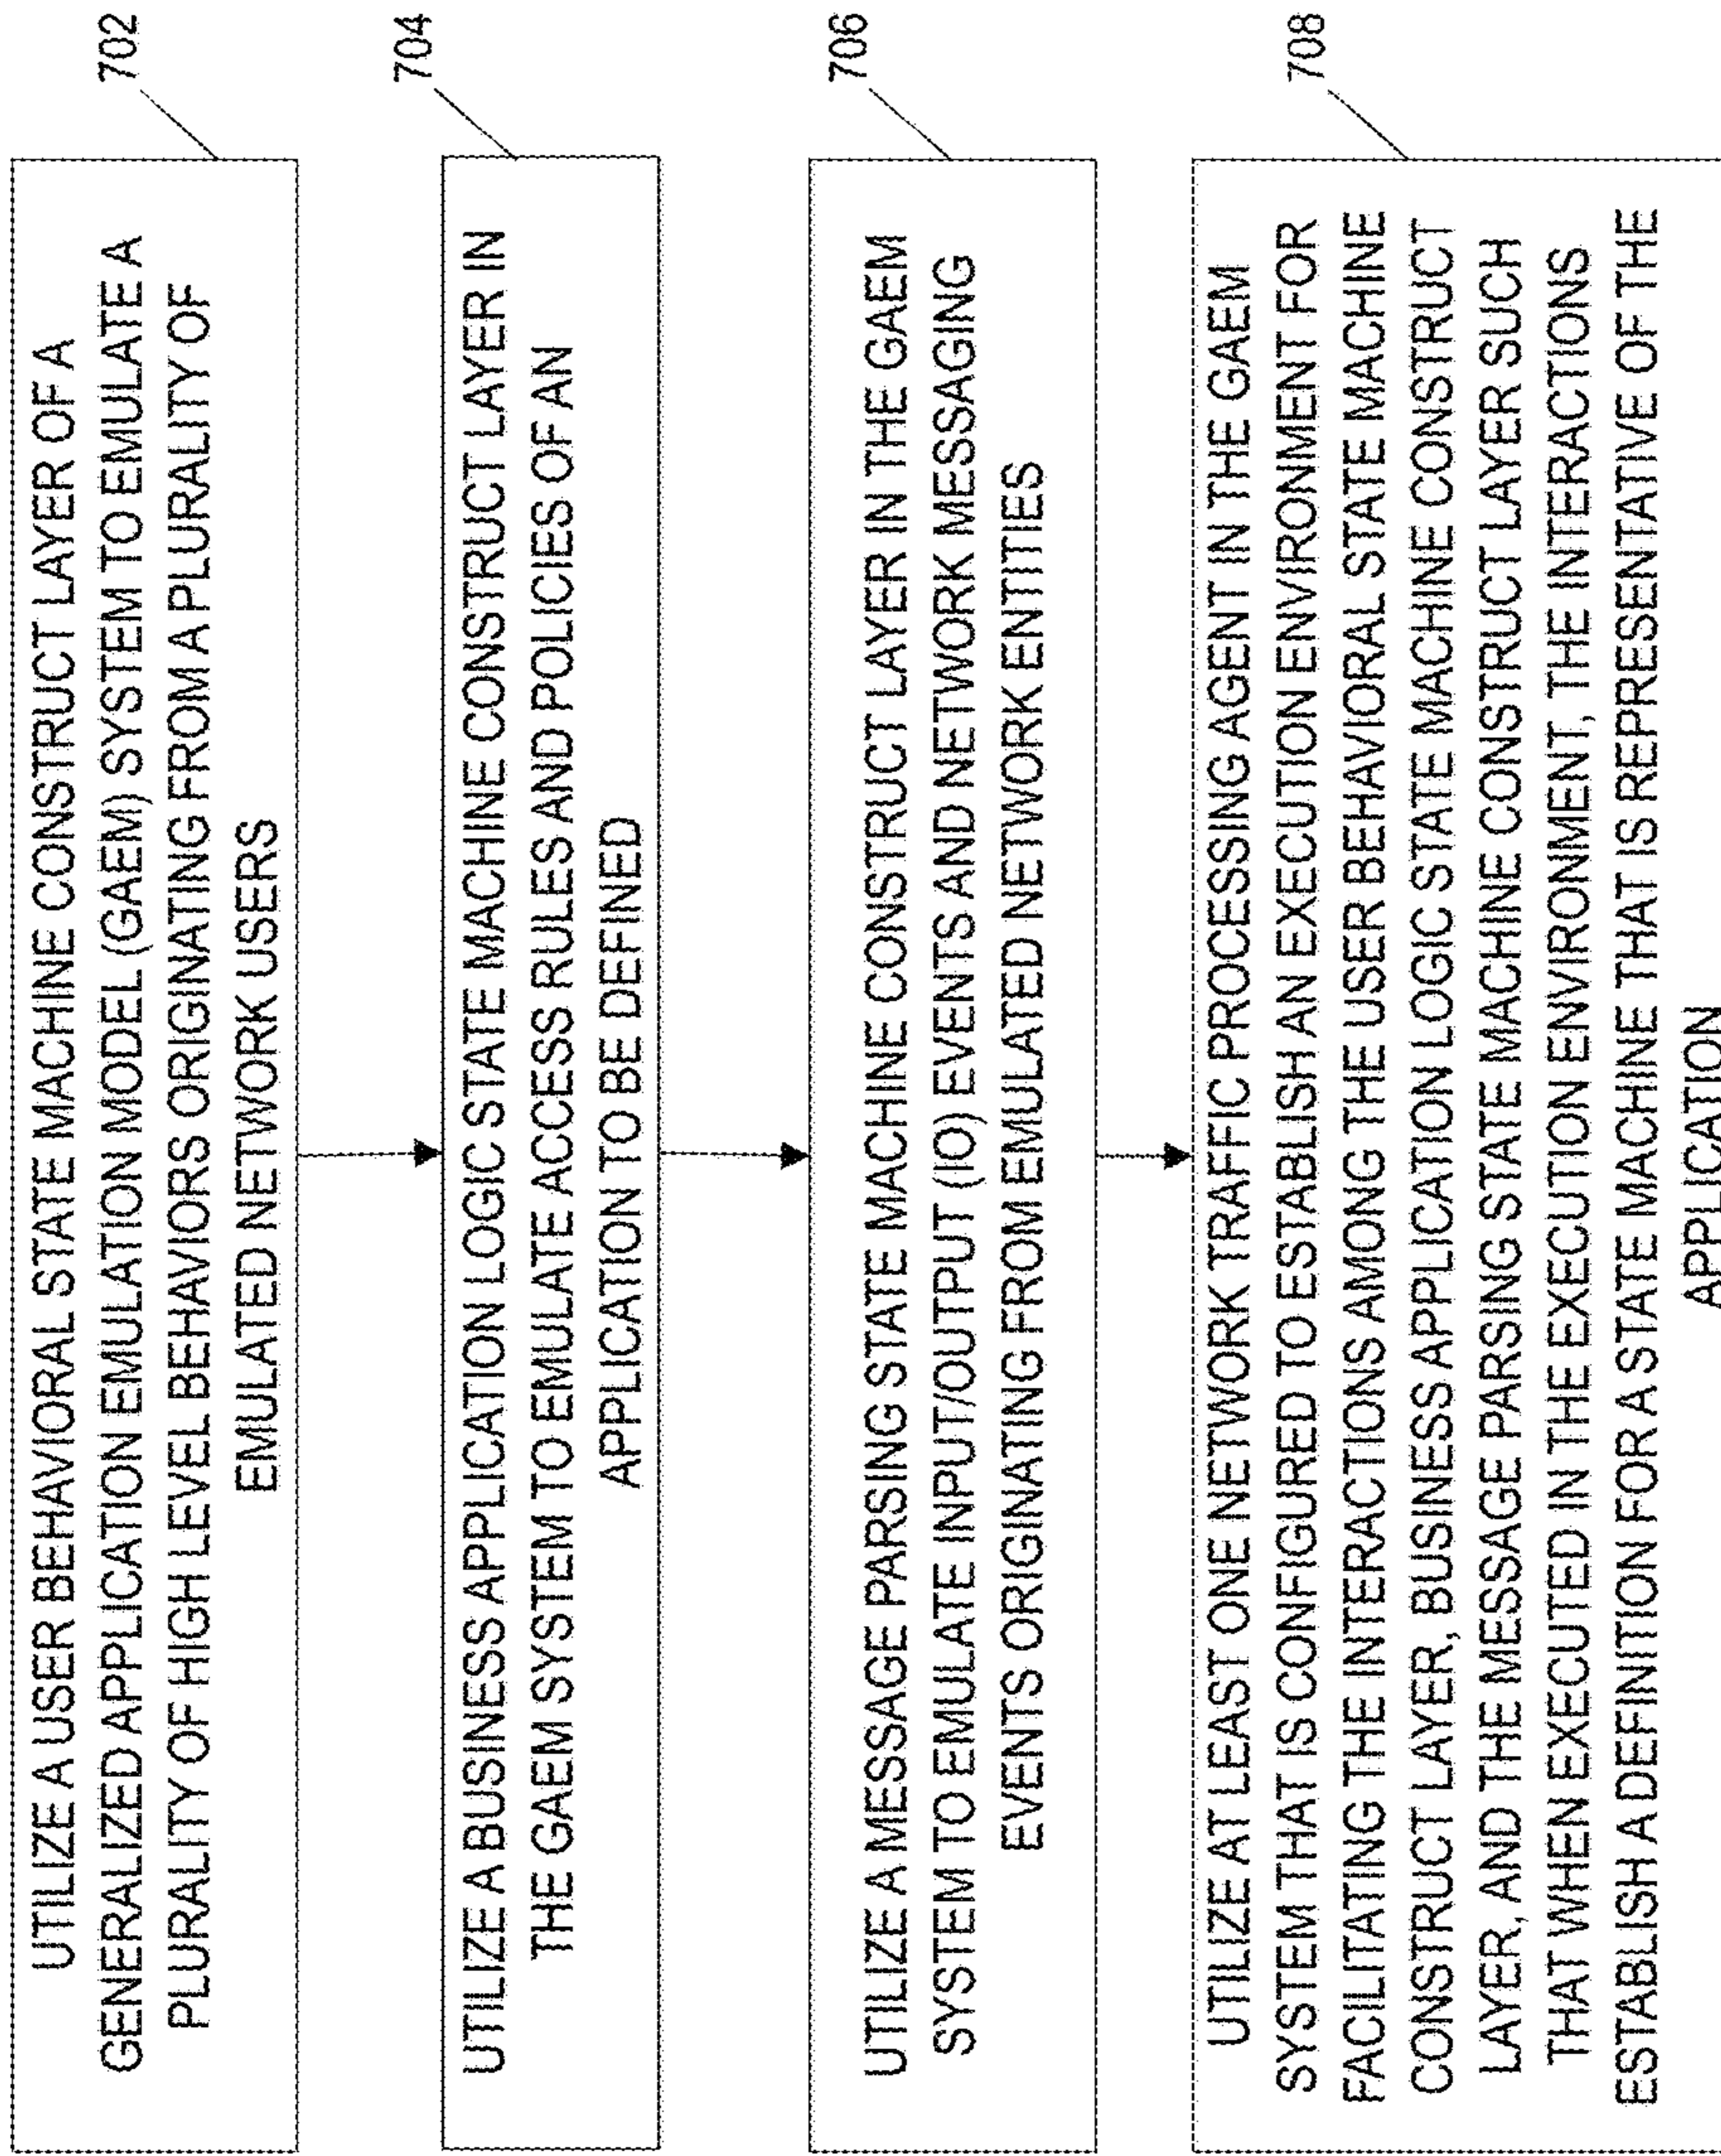 UTILIZE A USER BEHAVIORAL STATE MACHINE CONSTRUCT LAYER OF A
GENERALIZED APPLICATION EMULATION MODEL (GAEM) SYSTEM TO EMULATE A
PLURALITY OF HIGH LEVEL BEHAVIORS ORIGINATING FROM A PLURALITY OF
EMULATED NETWORK USERS
702
UTILIZE A BUSINESS APPLICATION LOGIC STATE MACHINE CONSTRUCT LAYER IN
THE GAEM SYSTEM TO EMULATE ACCESS RULES AND POLICIES OF AN
APPLICATION TO BE DEFINED
704
UTILIZE A MESSAGE PARSING STATE MACHINE CONSTRUCT LAYER IN THE GAEM
SYSTEM TO EMULATE INPUT/OUTPUT (IO) EVENTS AND NETWORK MESSAGING
EVENTS ORIGINATING FROM EMULATED NETWORK ENTITIES
706
UTILIZE AT LEAST ONE NETWORK TRAFFIC PROCESSING AGENT IN THE GAEM
SYSTEM THAT IS CONFIGURED TO ESTABLISH AN EXECUTION ENVIRONMENT FOR
FACILITATING THE INTERACTIONS AMONG THE USER BEHAVIORAL STATE MACHINE
CONSTRUCT LAYER, BUSINESS APPLICATION LOGIC STATE MACHINE CONSTRUCT
LAYER, AND THE MESSAGE PARSING STATE MACHINE CONSTRUCT LAYER SUCH
THAT WHEN EXECUTED IN THE EXECUTION ENVIRONMENT, THE INTERACTIONS
ESTABLISH A DEFINITION FOR A STATE MACHINE THAT IS REPRESENTATIVE OF THE
APPLICATION
708